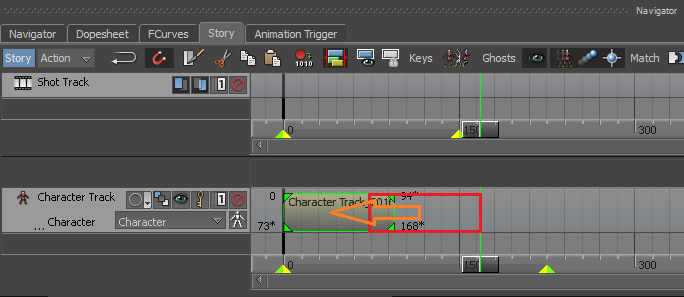 Navigator
Navigator Dopesheet FCurves Story Animation Trigger
Story Action 1010 Keys Ghosts Match
Shot Track 1
0 150 300
Character Track 1 0 Character Track 94*
... Character Character 73* 168*
0 150 300